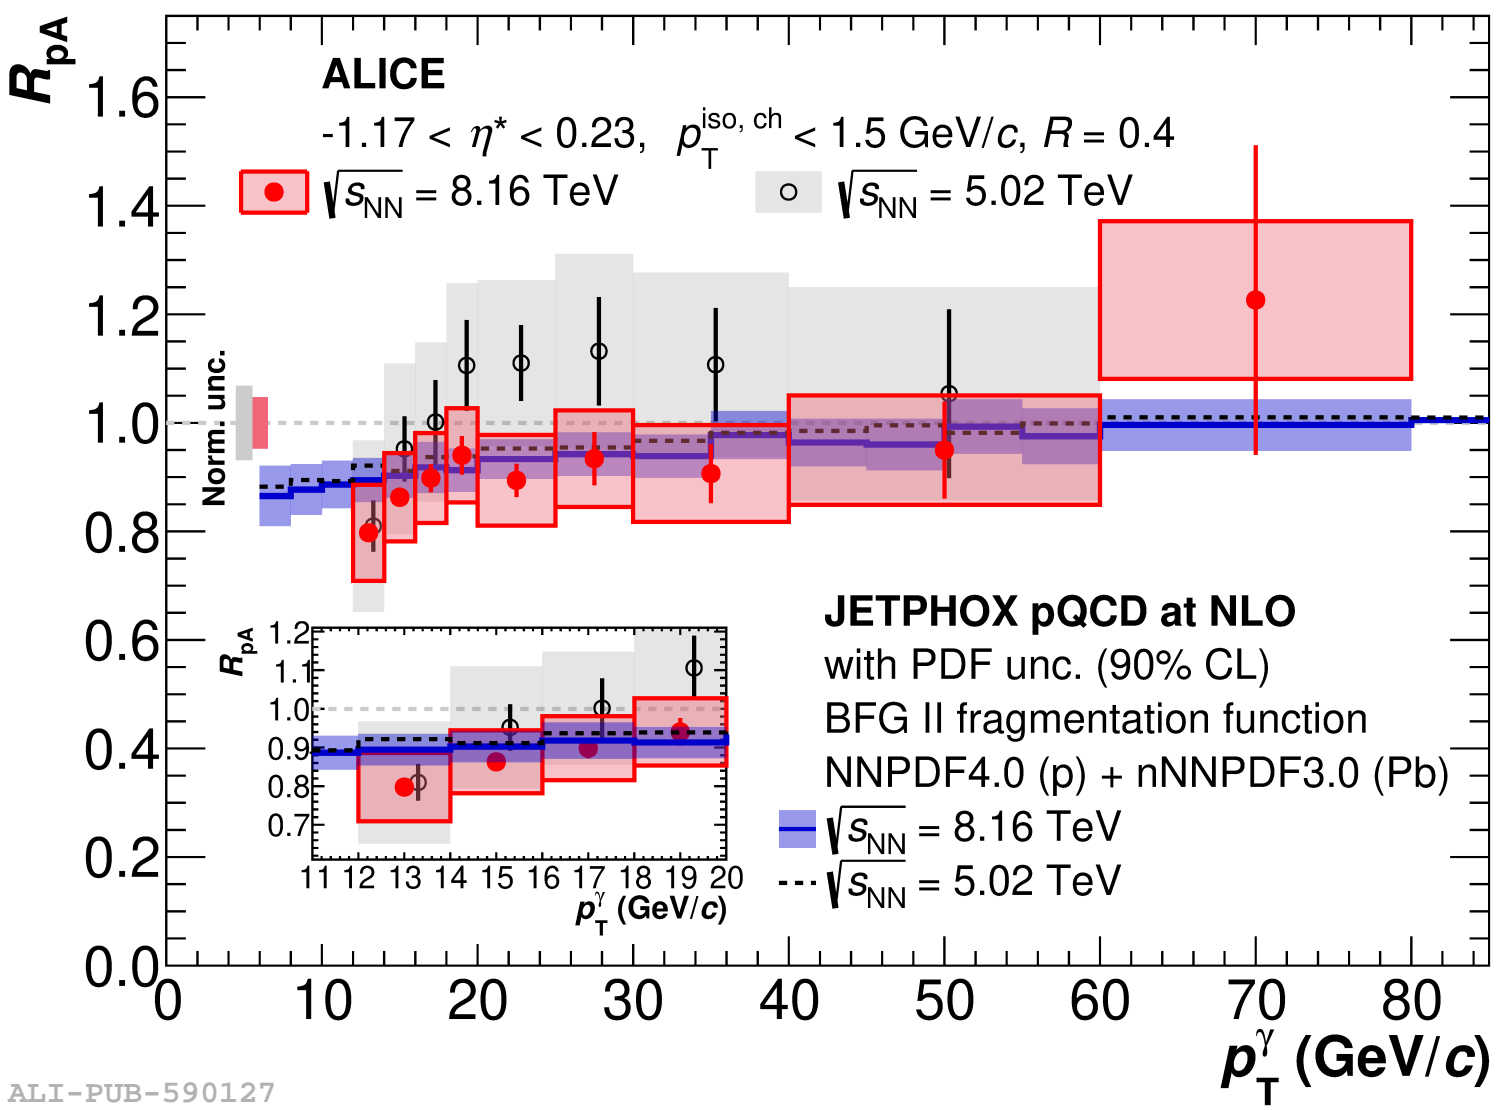 R_pA
1.6
1.4
1.2
1.0
0.8
0.6
0.4
0.2
0.0
ALICE
-1.17 < η* < 0.23, p_T^{iso, ch} < 1.5 GeV/c, R = 0.4
√s_NN = 8.16 TeV √s_NN = 5.02 TeV
Norm. unc.
R_pA
1.2
1.1
1.0
0.9
0.8
0.7
11 12 13 14 15 16 17 18 19 20
p_T^γ (GeV/c)
JETPHOX pQCD at NLO
with PDF unc. (90% CL)
BFG II fragmentation function
NNPDF4.0 (p) + nNNPDF3.0 (Pb)
√s_NN = 8.16 TeV
√s_NN = 5.02 TeV
0 10 20 30 40 50 60 70 80
p_T^γ (GeV/c)
ALI-PUB-590127